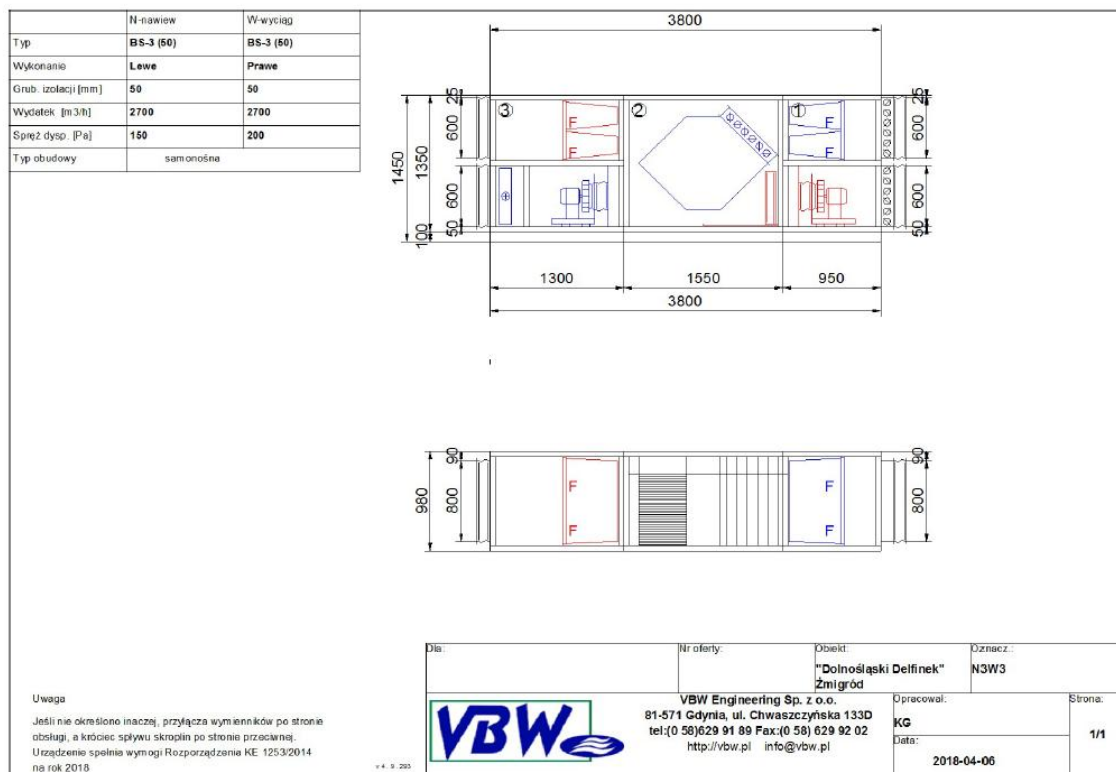 N-nawiew W-wyciąg
Typ BS-3 (50) BS-3 (50)
Wykonanie Lewe Prawe
Grub. izolacji [mm] 50 50
Wydatek [m3/h] 2700 2700
Spręż dysp. [Pa] 150 200
Typ obudowy samonośna
3800
3 2 1
F F
F F
25 25
600 600
1450 1350
600 600
50 50
100
1300 1550 950
3800
90 90
980 800 800
F F
F F
Uwaga
Jeśli nie określono inaczej, przyłącza wymienników po stronie
obsługi, a króciec spływu skroplin po stronie przeciwnej.
Urządzenie spełnia wymogi Rozporządzenia KE 1253/2014
na rok 2018
Dla: Nr oferty: Obiekt: Oznacz.:
"Dolnośląski Delfinek" N3W3
Żmigród
VBW
VBW Engineering Sp. z o.o.
81-571 Gdynia, ul. Chwaszczyńska 133D
tel:(0 58)629 91 89 Fax:(0 58) 629 92 02
http://vbw.pl info@vbw.pl
Opracował: Strona:
KG
1/1
Data:
2018-04-06